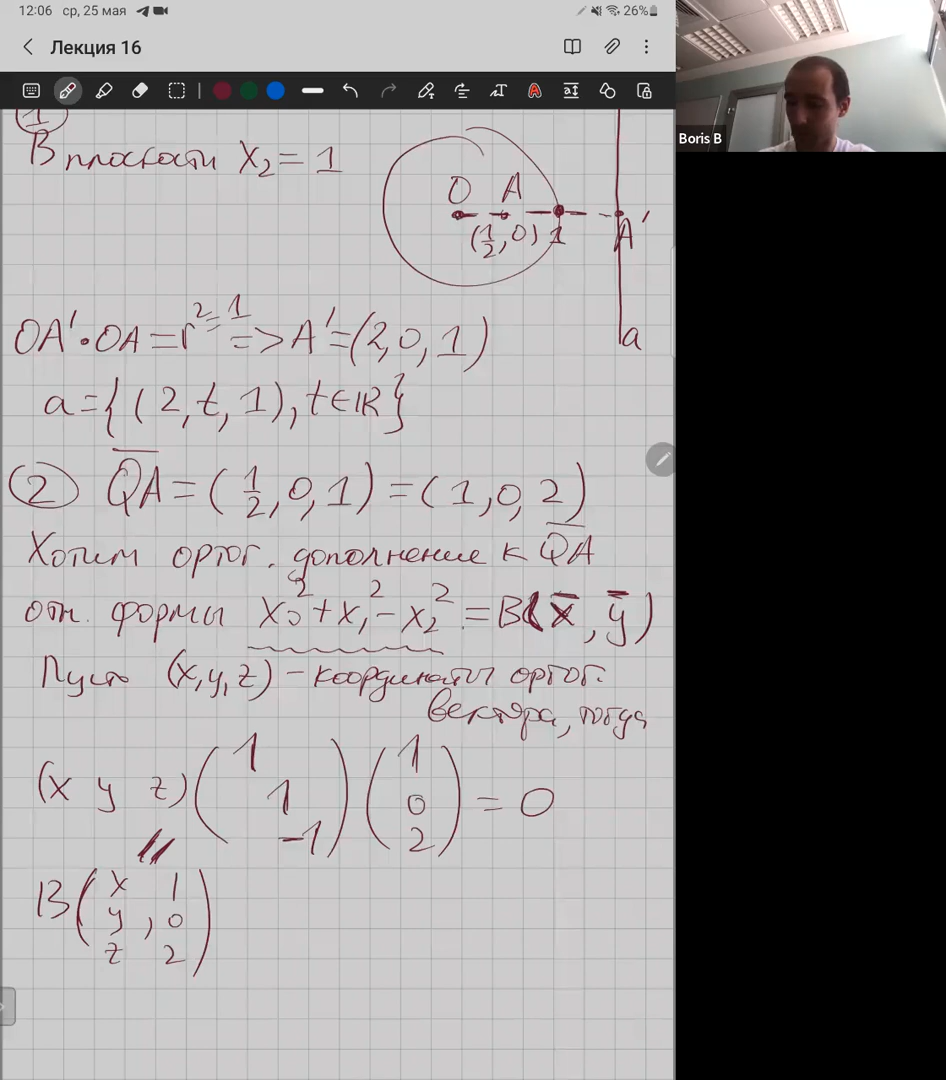 12:06 ср, 25 мая 26%
Лекция 16
Boris B
1
В плоскости x₂ = 1
O A
(1/2, 0) 1 A'
a
OA'·OA = r² = 1 => A' = (2, 0, 1)
a = { (2, t, 1), t ∈ ℝ }
2 QA = (1/2, 0, 1) = (1, 0, 2)
Хотим ортог. дополнение к QA
отн. формы x₀² + x₁² − x₂² = B(x̄, ȳ)
Пусть (x, y, z) – координаты ортог.
вектора, тогда
(x y z) (1 1 −1) (1 0 2) = 0
B (x y z , 1 0 2)